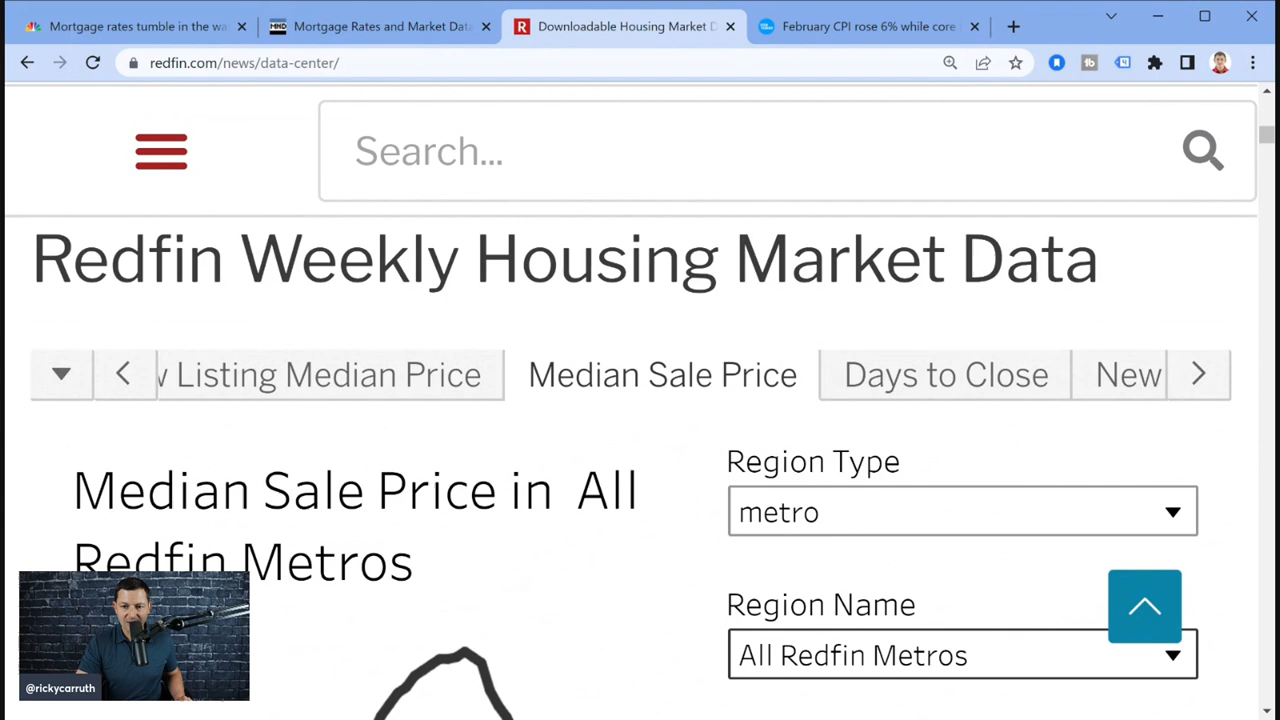 Mortgage rates tumble in the wa
Mortgage Rates and Market Data
Downloadable Housing Market D
February CPI rose 6% while core
redfin.com/news/data-center/
Search...
Redfin Weekly Housing Market Data
Listing Median Price
Median Sale Price
Days to Close
New
Median Sale Price in All
Redfin Metros
Region Type
metro
Region Name
All Redfin Metros
@rickycarruth